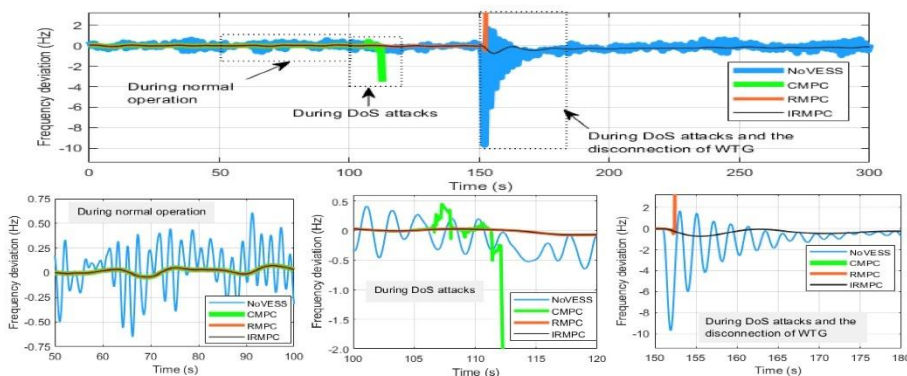 Frequency deviation (Hz)
2
0
-2
-4
-6
-8
-10
During normal
operation
During DoS attacks
During DoS attacks and the
disconnection of WTG
NoVESS
CMPC
RMPC
IRMPC
0 50 100 150 200 250 300
Time (s)
Frequency deviation (Hz)
0.75
0.50
0.25
0
-0.25
-0.50
-0.75
During normal operation
NoVESS
CMPC
RMPC
IRMPC
50 60 70 80 90 100
Time (s)
Frequency deviation (Hz)
0.5
0
-0.5
-1.0
-1.5
-2.0
During DoS attacks
NoVESS
CMPC
RMPC
IRMPC
100 105 110 115 120
Time (s)
Frequency deviation (Hz)
2
0
-2
-4
-6
-8
-10
NoVESS
CMPC
RMPC
IRMPC
During DoS attacks and the
disconnection of WTG
150 155 160 165 170 175 180
Time (s)